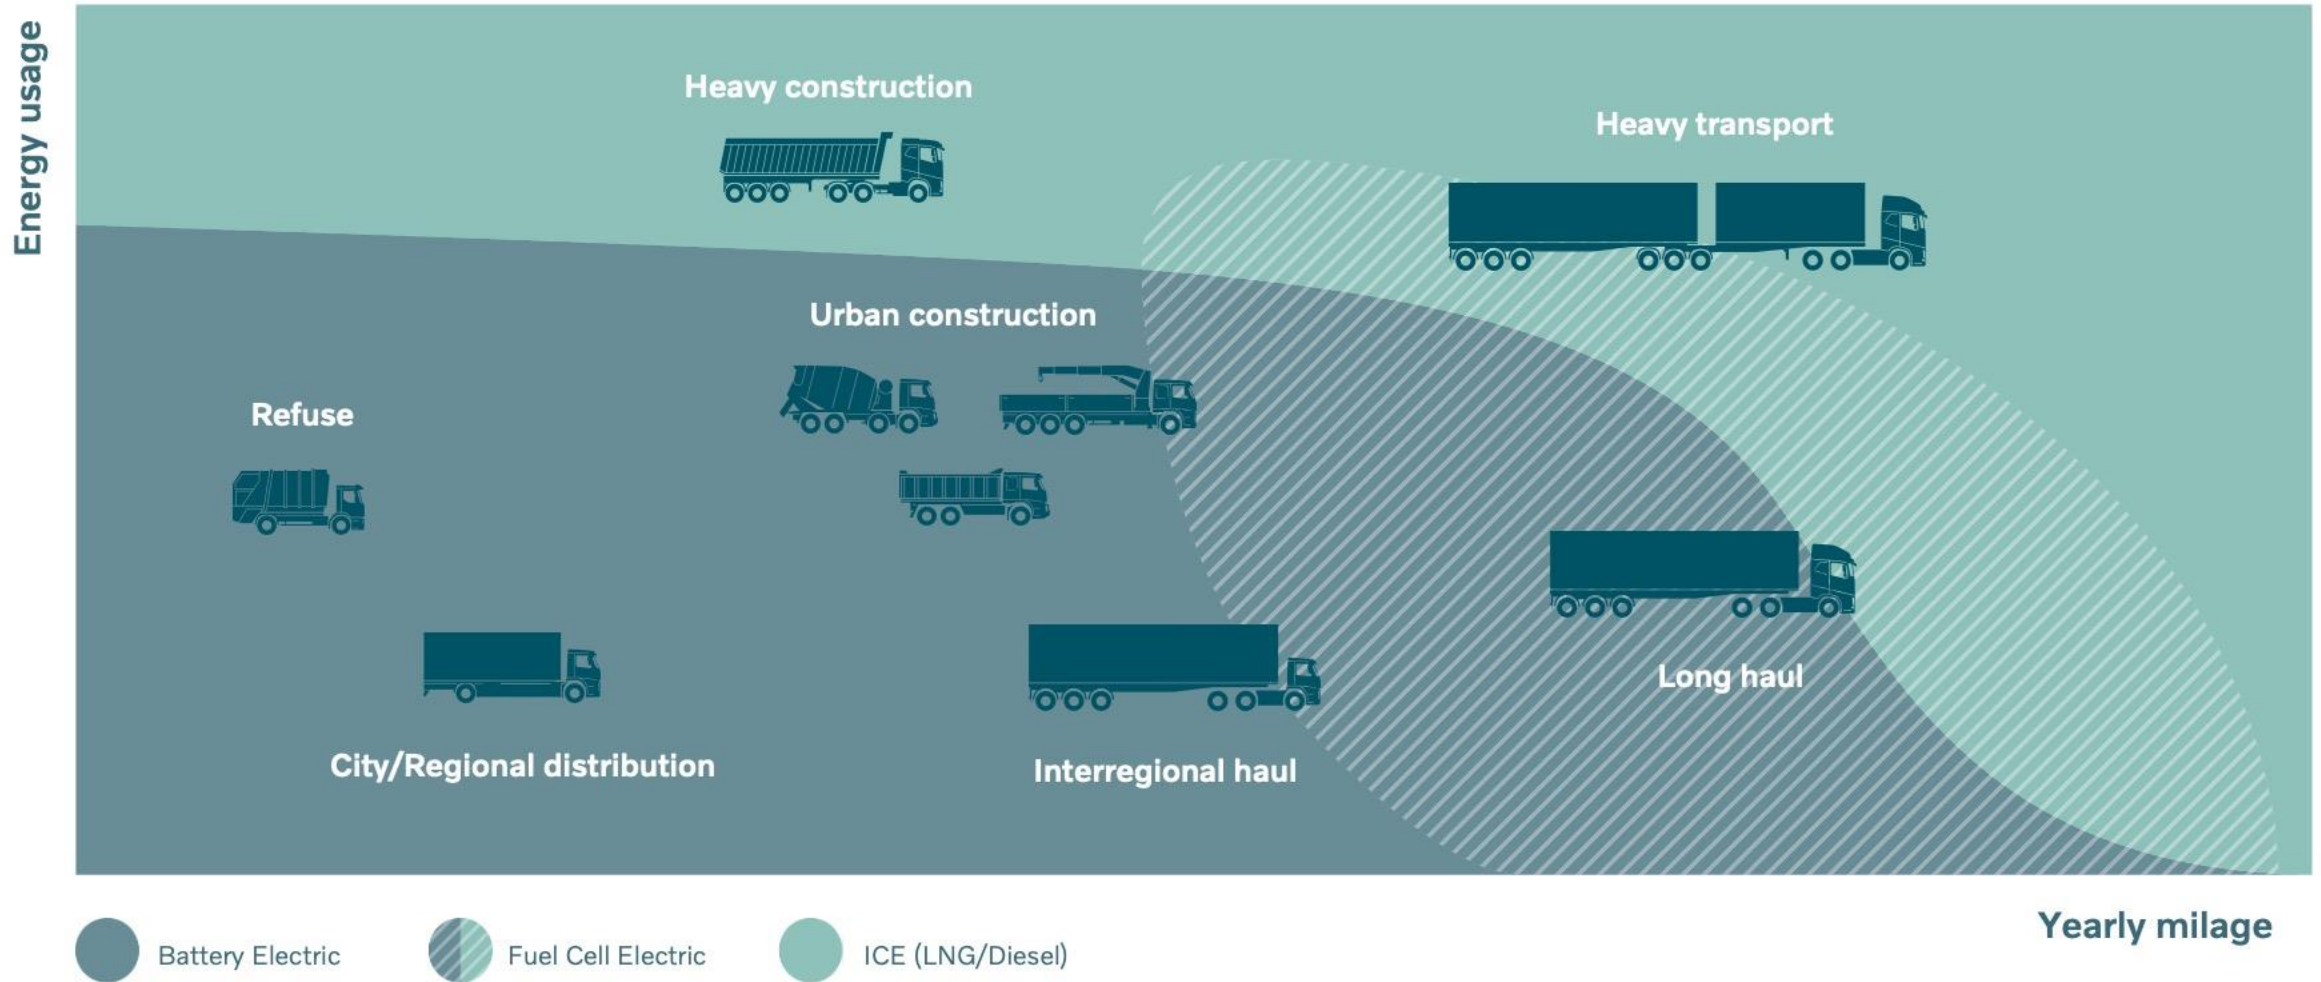 Energy usage
Heavy construction
Heavy transport
Urban construction
Refuse
Long haul
City/Regional distribution
Interregional haul
Yearly milage
Battery Electric
Fuel Cell Electric
ICE (LNG/Diesel)